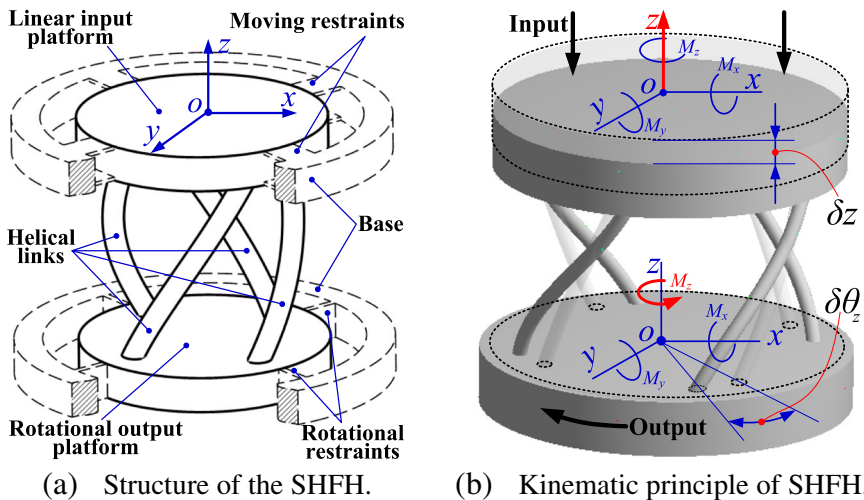 Linear input
platform
Moving restraints
z
o
x
y
Base
Helical
links
Rotational output
platform
Rotational
restraints
(a) Structure of the SHFH.
Input
z
M_z
M_x
o
x
y
M_y
δz
z
M_z
M_x
δθ_z
o
x
y
M_y
Output
(b) Kinematic principle of SHFH